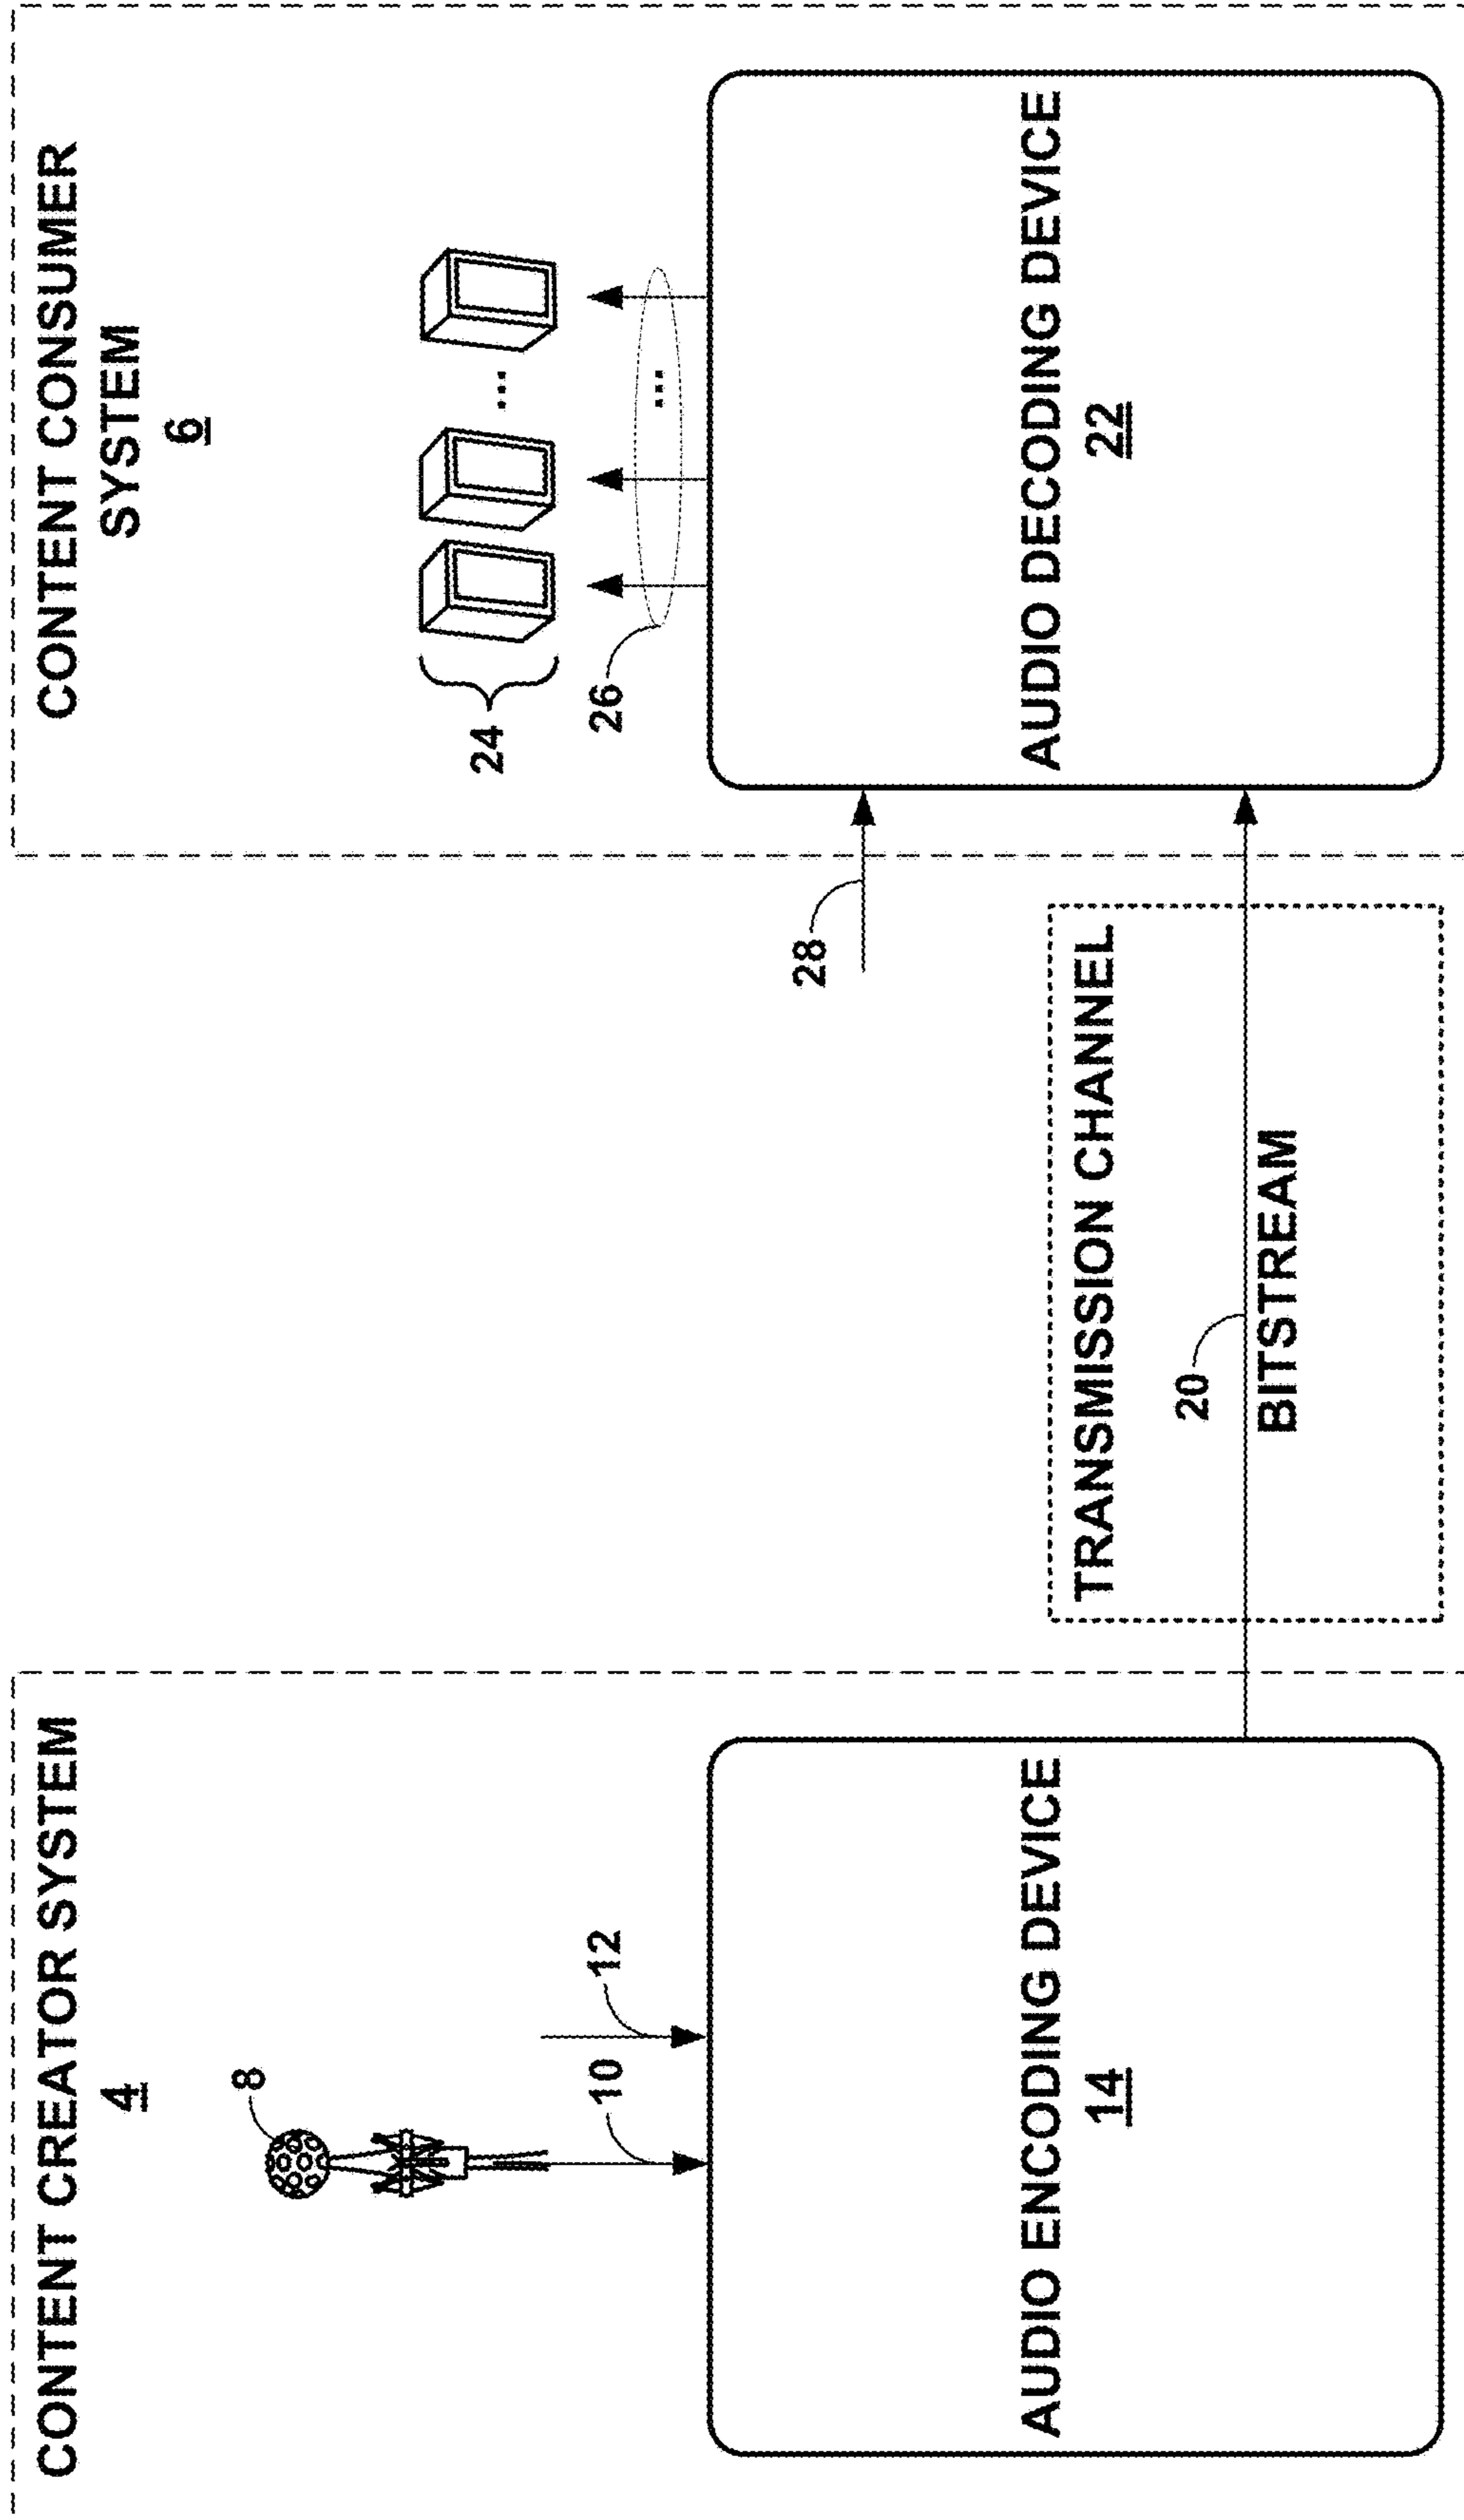 CONTENT CREATOR SYSTEM
4
8
10
12
AUDIO ENCODING DEVICE
14
TRANSMISSION CHANNEL
20
BITSTREAM
28
CONTENT CONSUMER
SYSTEM
6
24
...
26
...
AUDIO DECODING DEVICE
22